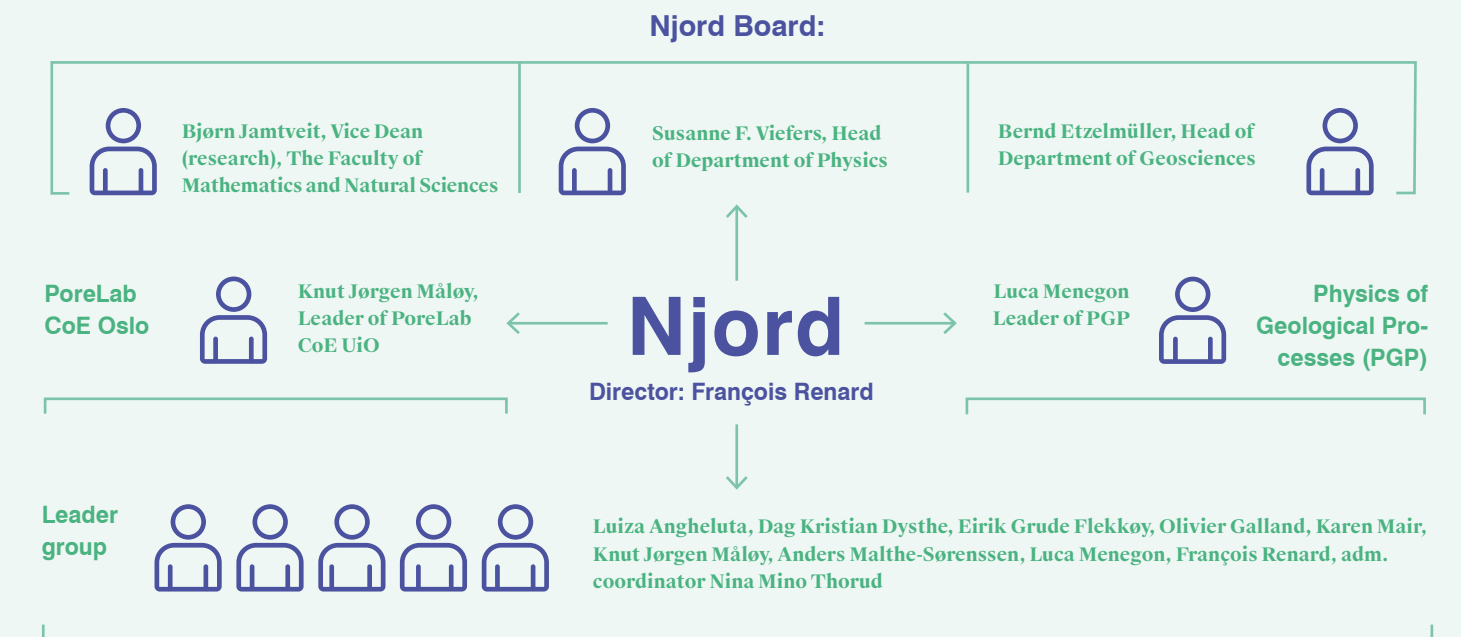 Njord Board:
Bjørn Jamtveit, Vice Dean
(research), The Faculty of
Mathematics and Natural Sciences
Susanne F. Viefers, Head
of Department of Physics
Bernd Etzelmüller, Head of
Department of Geosciences
PoreLab
CoE Oslo
Knut Jørgen Måløy,
Leader of PoreLab
CoE UiO
Njord
Director: François Renard
Luca Menegon
Leader of PGP
Physics of
Geological Pro-
cesses (PGP)
Leader
group
Luiza Angheluta, Dag Kristian Dysthe, Eirik Grude Flekkøy, Olivier Galland, Karen Mair,
Knut Jørgen Måløy, Anders Malthe-Sørenssen, Luca Menegon, François Renard, adm.
coordinator Nina Mino Thorud